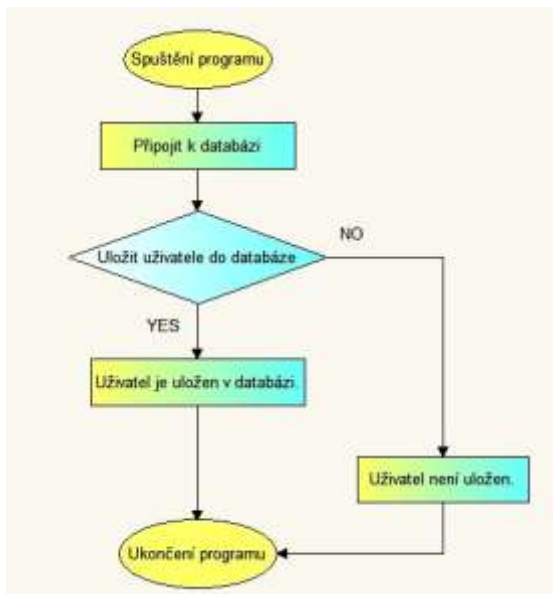 Spuštění programu
Připojit k databázi
Uložit uživatele do databáze
NO
YES
Uživatel je uložen v databázi.
Uživatel není uložen.
Ukončení programu